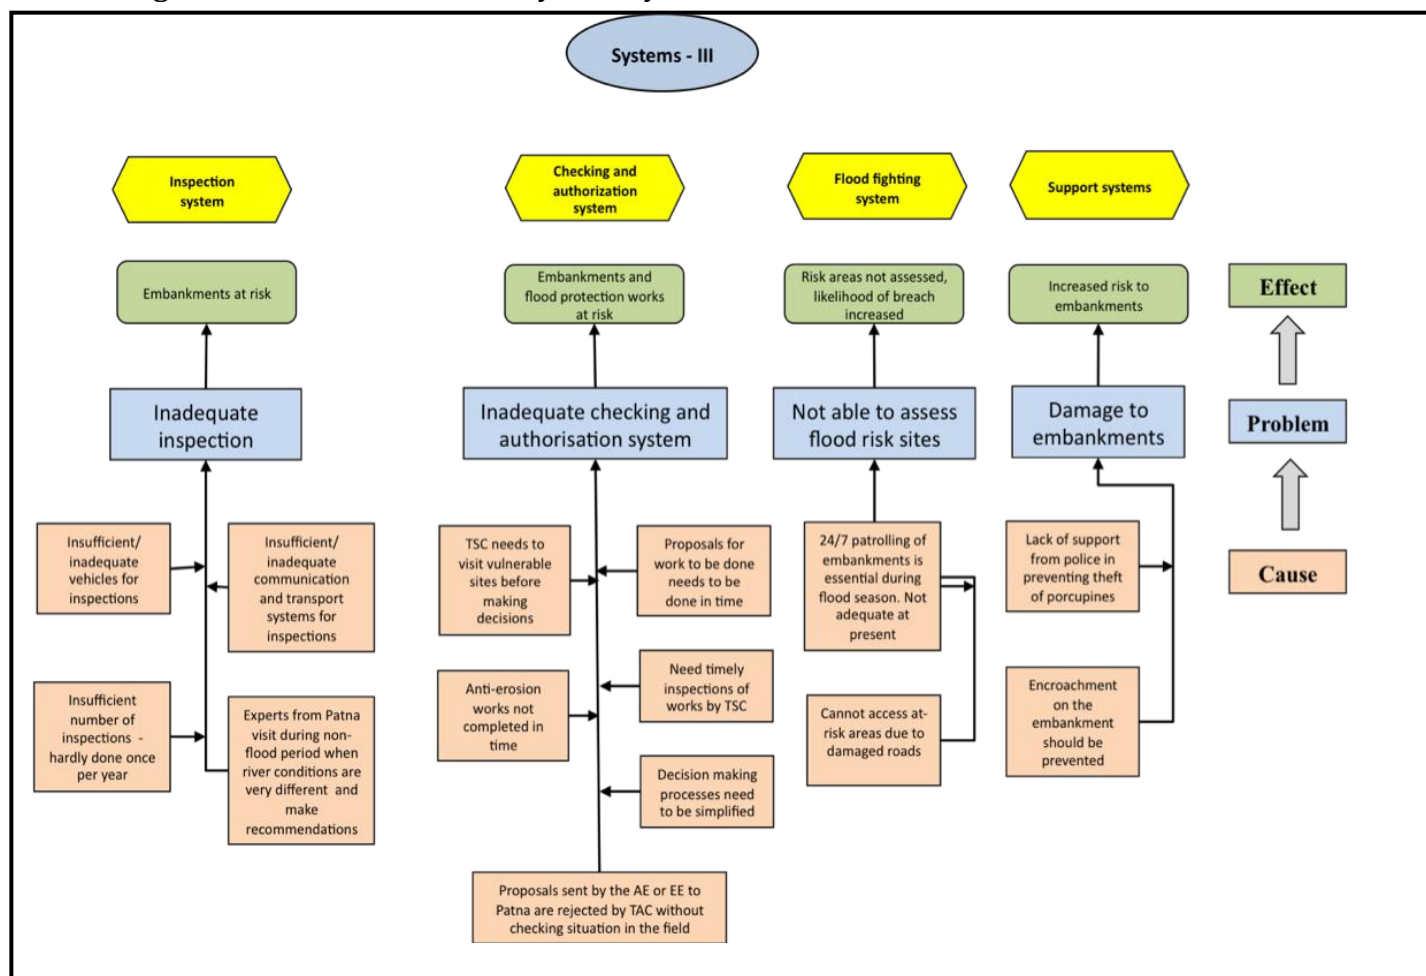 Systems - III
Inspection
system
Checking and
authorization
system
Flood fighting
system
Support systems
Embankments at risk
Embankments and
flood protection works
at risk
Risk areas not assessed,
likelihood of breach
increased
Increased risk to
embankments
Effect
Inadequate
inspection
Inadequate checking and
authorisation system
Not able to assess
flood risk sites
Damage to
embankments
Problem
Insufficient/
inadequate
vehicles for
inspections
Insufficient/
inadequate
communication
and transport
systems for
inspections
TSC needs to
visit vulnerable
sites before
making
decisions
Proposals for
work to be done
needs to be
done in time
24/7 patrolling of
embankments is
essential during
flood season. Not
adequate at
present
Lack of support
from police in
preventing theft
of porcupines
Cause
Insufficient
number of
inspections -
hardly done once
per year
Experts from Patna
visit during non-
flood period when
river conditions are
very different and
make
recommendations
Anti-erosion
works not
completed in
time
Need timely
inspections of
works by TSC
Cannot access at-
risk areas due to
damaged roads
Encroachment
on the
embankment
should be
prevented
Decision making
processes need
to be simplified
Proposals sent by the AE or EE to
Patna are rejected by TAC without
checking situation in the field